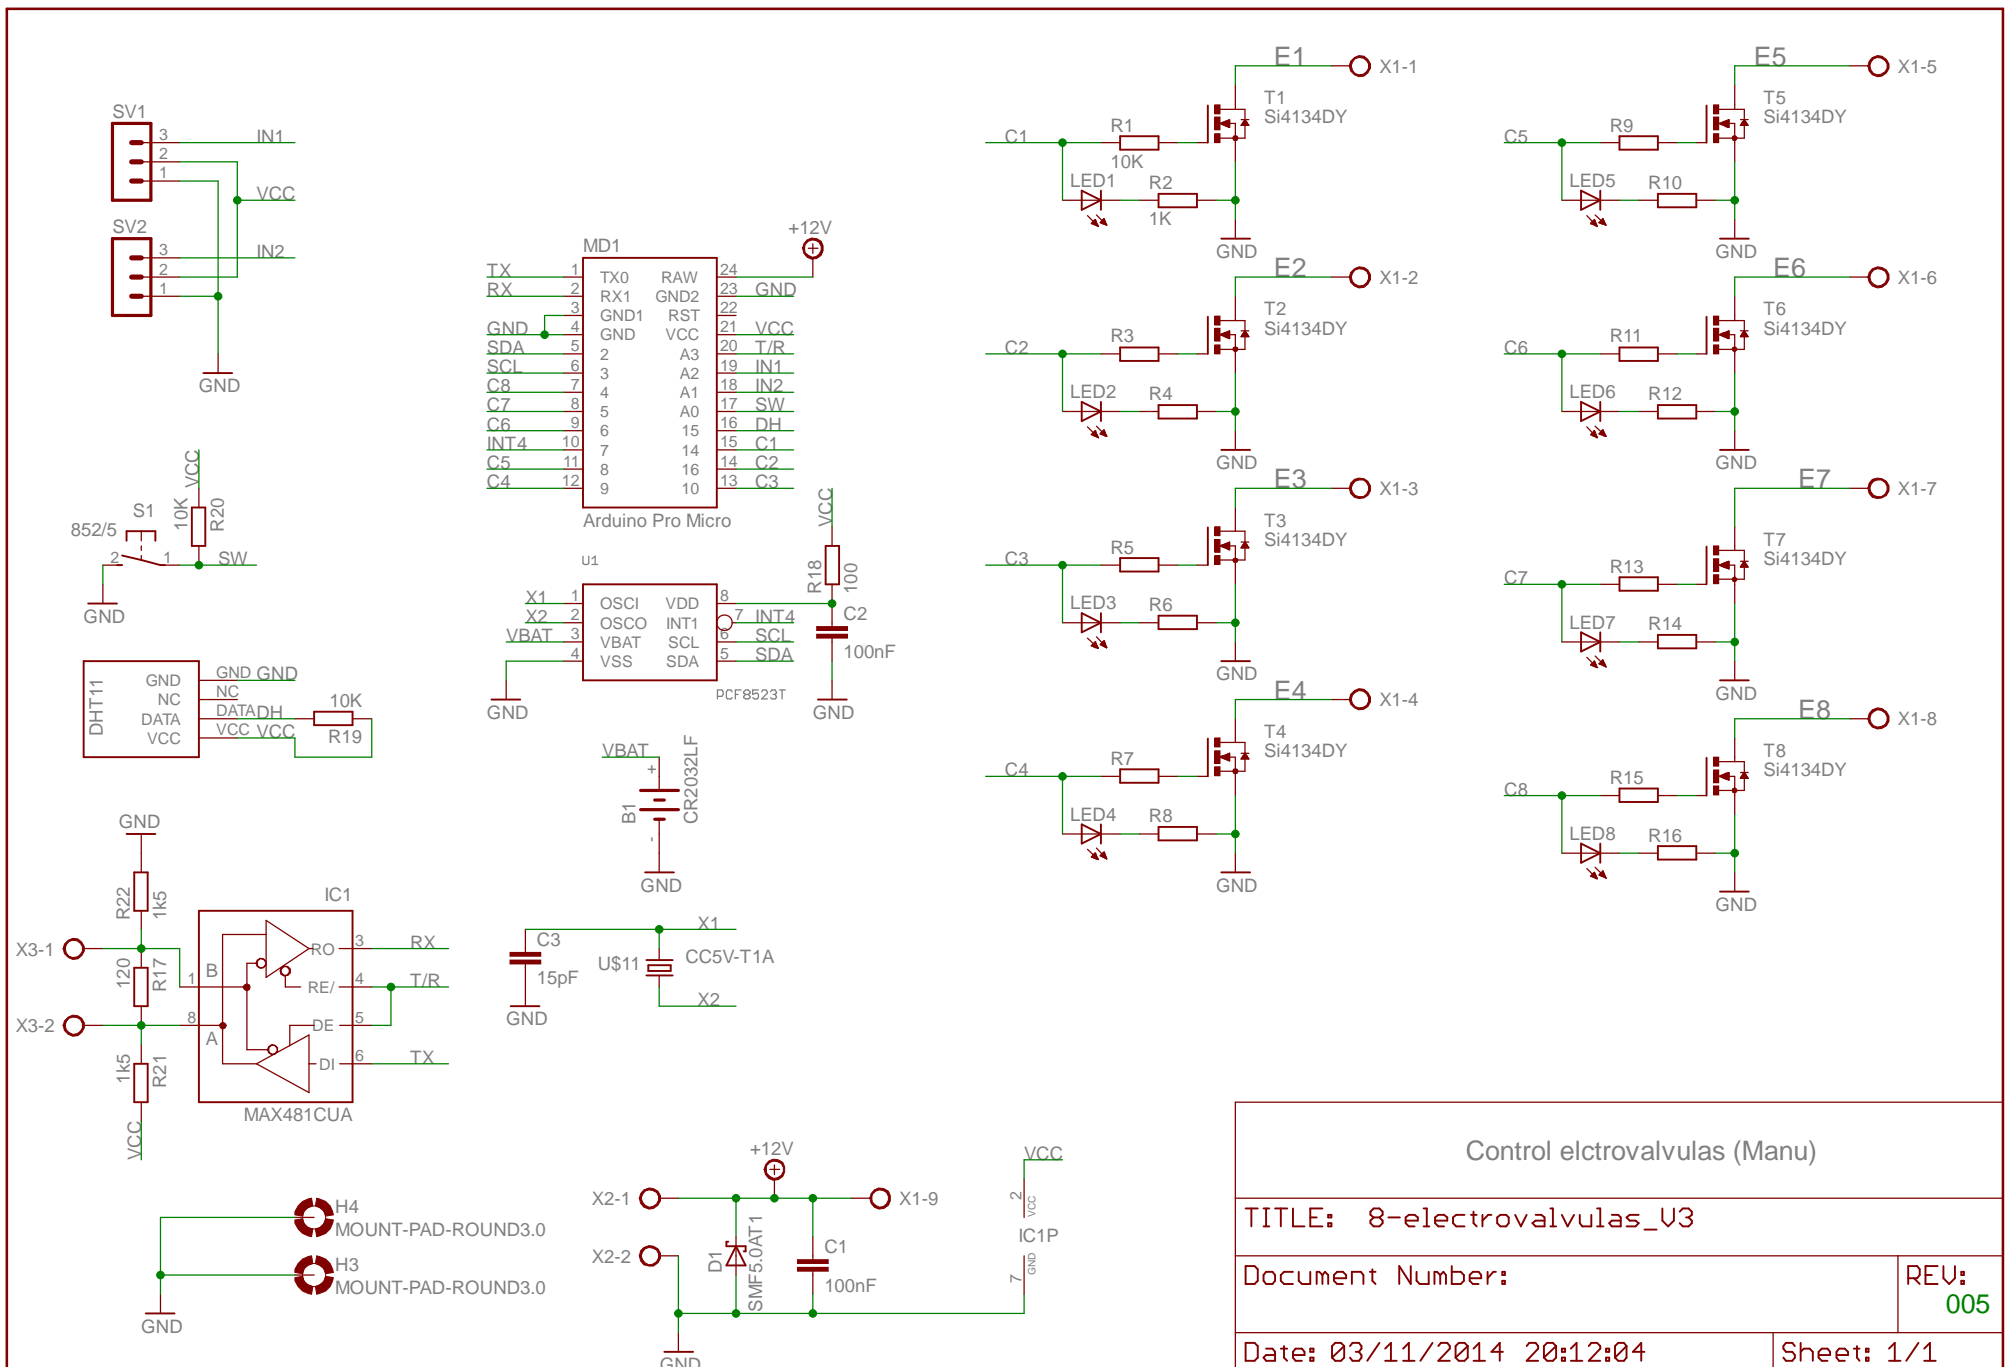 SV1
3 IN1
2
1
VCC
SV2
3 IN2
2
1
GND
VCC
10K
R20
S1
852/5
2 1 SW
GND
DHT11
GND GND GND
NC NC
DATA DATA DH
VCC VCC VCC
10K
R19
GND
R22
1k5
IC1
X3-1
120
R17
X3-2
1k5
R21
VCC
1 B
8 A
RO 3 RX
RE/ 4 T/R
DE 5
DI 6 TX
MAX481CUA
H4
MOUNT-PAD-ROUND3.0
H3
MOUNT-PAD-ROUND3.0
GND
MD1
+12V
TX 1 TX0 RAW 24
RX 2 RX1 GND2 23 GND
3 GND1 RST 22
GND 4 GND VCC 21 VCC
SDA 5 2 A3 20 T/R
SCL 6 3 A2 19 IN1
C8 7 4 A1 18 IN2
C7 8 5 A0 17 SW
C6 9 6 15 16 DH
INT4 10 7 14 15 C1
C5 11 8 16 14 C2
C4 12 9 10 13 C3
Arduino Pro Micro
U1
X1 1 OSCI VDD 8
X2 2 OSCO INT1 7 INT4
VBAT 3 VBAT SCL 6 SCL
4 VSS SDA 5 SDA
PCF8523T
GND
VCC
R18
100
C2
100nF
GND
VBAT
+
B1
CR2032LF
-
GND
X1
C3
15pF
U$11
CC5V-T1A
X2
GND
+12V
X2-1
X1-9
X2-2
D1
SMF5.0AT1
C1
100nF
GND
VCC
2
VCC
IC1P
7
GND
E1
X1-1
T1
Si4134DY
C1
R1
10K
LED1
R2
1K
GND
E2
X1-2
T2
Si4134DY
C2
R3
LED2
R4
GND
E3
X1-3
T3
Si4134DY
C3
R5
LED3
R6
GND
E4
X1-4
T4
Si4134DY
C4
R7
LED4
R8
GND
E5
X1-5
T5
Si4134DY
C5
R9
LED5
R10
GND
E6
X1-6
T6
Si4134DY
C6
R11
LED6
R12
GND
E7
X1-7
T7
Si4134DY
C7
R13
LED7
R14
GND
E8
X1-8
T8
Si4134DY
C8
R15
LED8
R16
GND
Control elctrovalvulas (Manu)
TITLE: 8-electrovalvulas_V3
Document Number:
REV:
005
Date: 03/11/2014 20:12:04
Sheet: 1/1